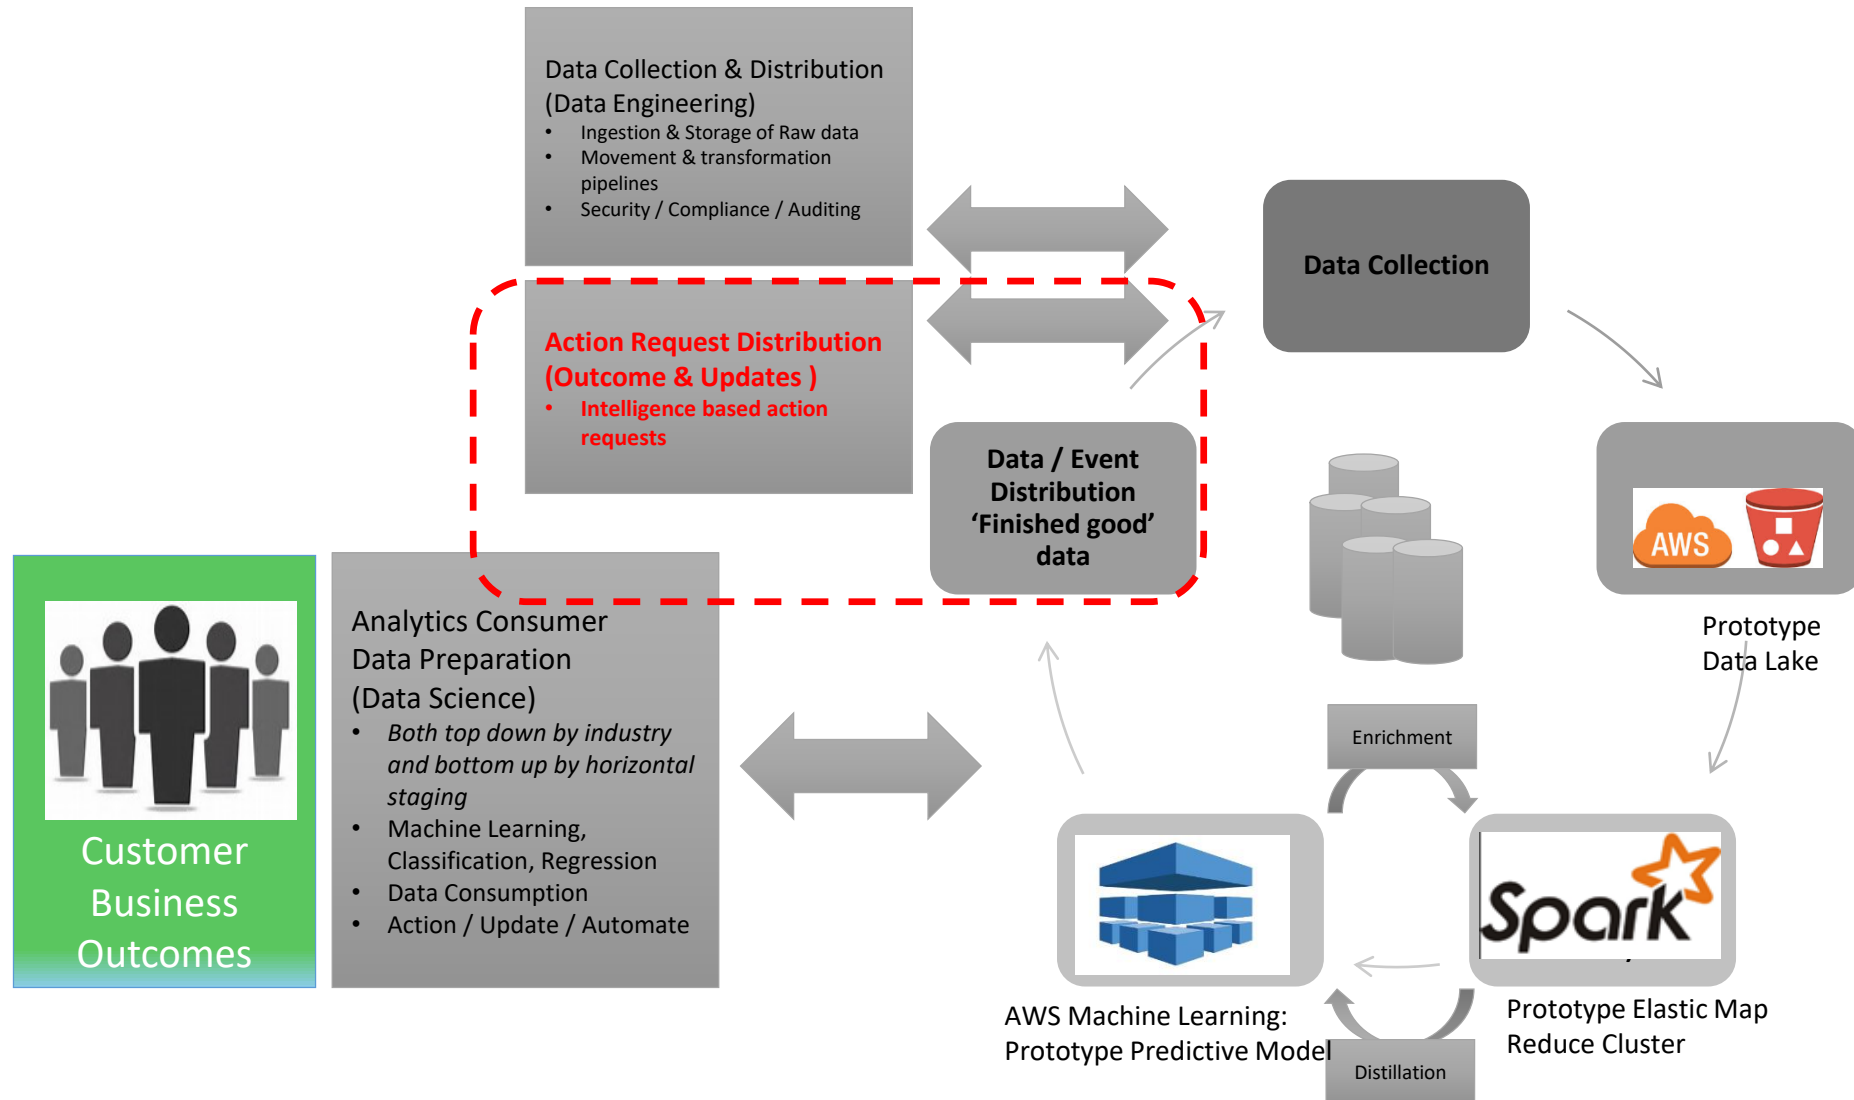 Data Collection & Distribution
(Data Engineering)
• Ingestion & Storage of Raw data
• Movement & transformation
pipelines
• Security / Compliance / Auditing
Action Request Distribution
(Outcome & Updates )
• Intelligence based action
requests
Data Collection
Data / Event
Distribution
‘Finished good’
data
AWS
Prototype
Data Lake
Customer
Business
Outcomes
Analytics Consumer
Data Preparation
(Data Science)
• Both top down by industry
and bottom up by horizontal
staging
• Machine Learning,
Classification, Regression
• Data Consumption
• Action / Update / Automate
Enrichment
Spark
AWS Machine Learning:
Prototype Predictive Model
Prototype Elastic Map
Reduce Cluster
Distillation